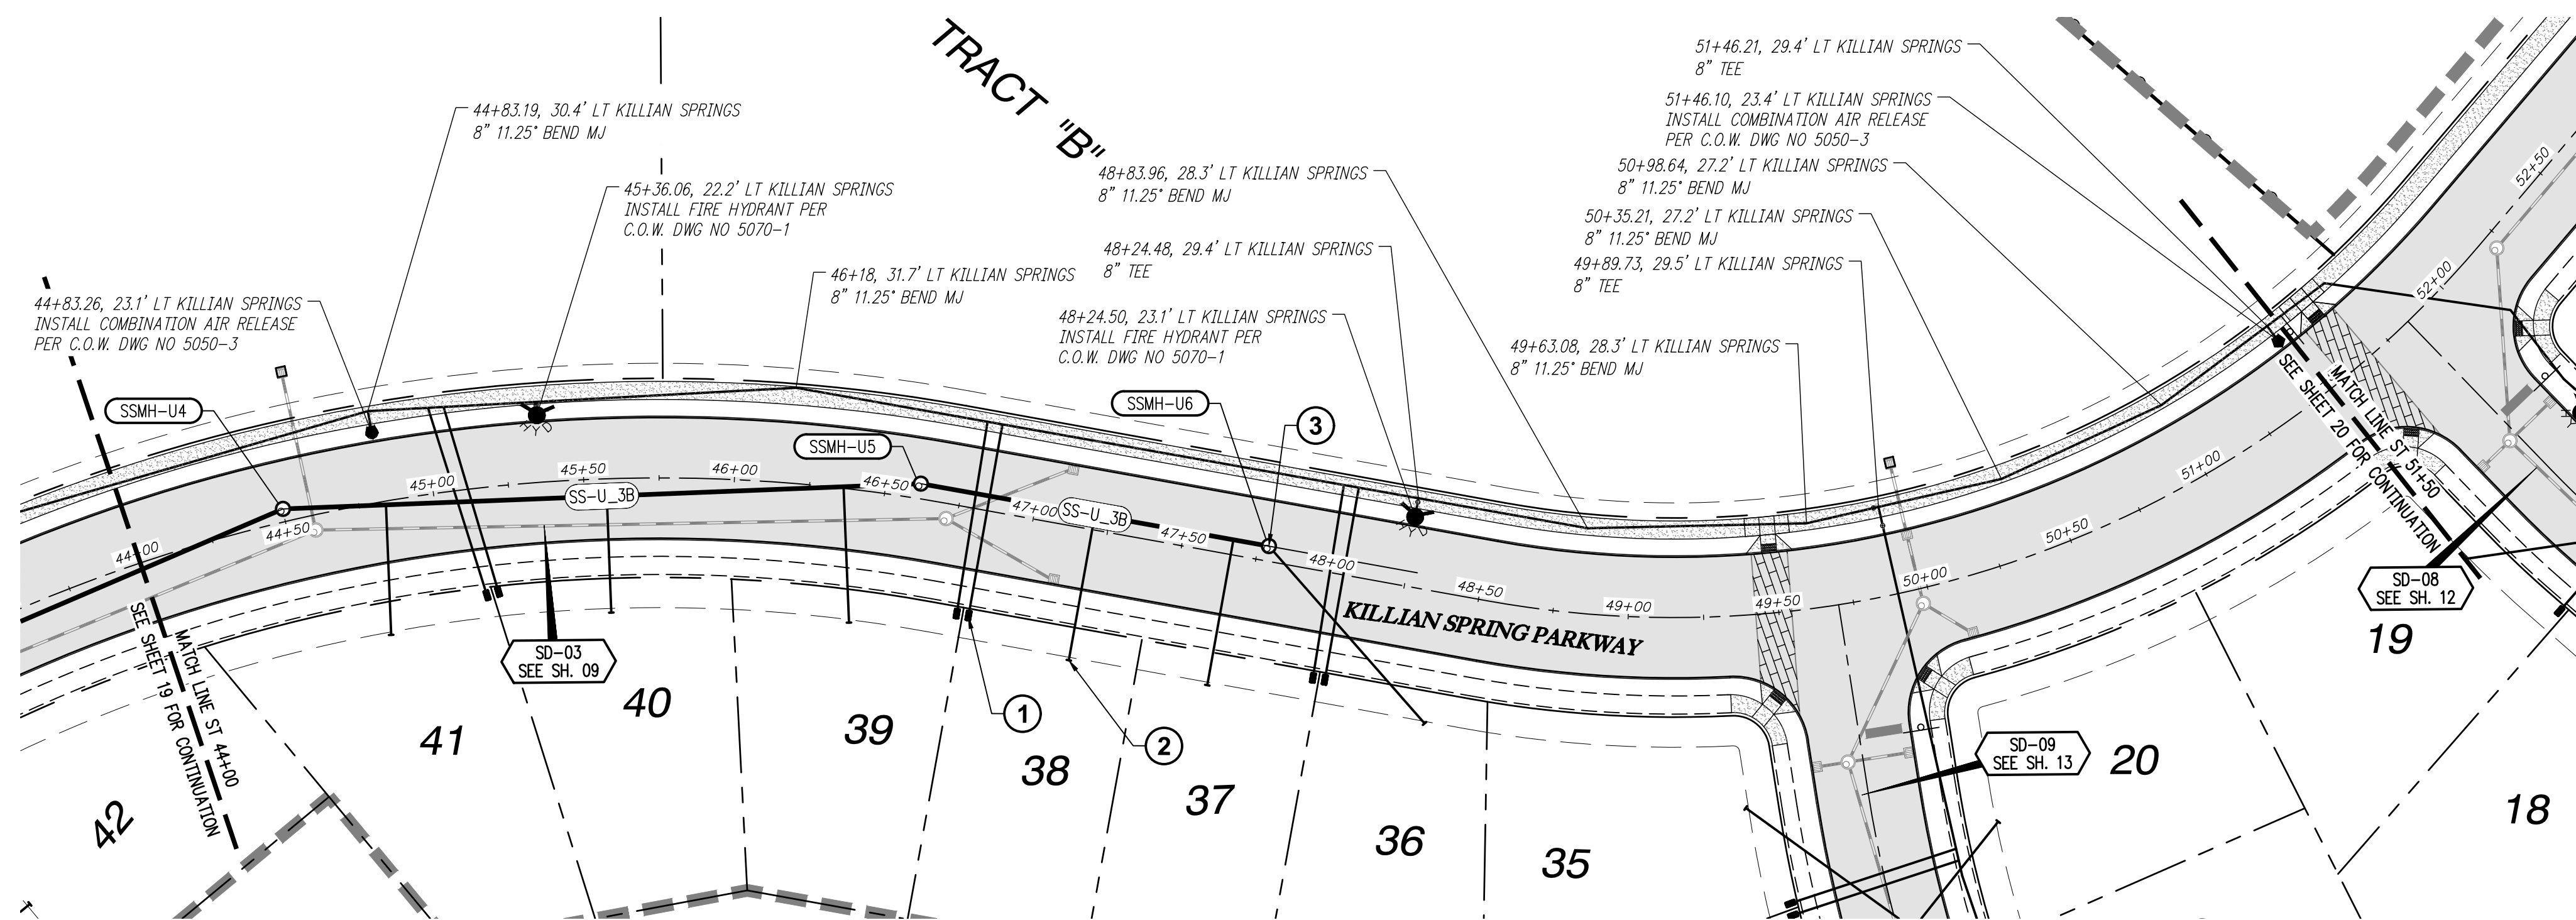 TRACT "B"
44+83.19, 30.4' LT KILLIAN SPRINGS
8" 11.25° BEND MJ
45+36.06, 22.2' LT KILLIAN SPRINGS
INSTALL FIRE HYDRANT PER
C.O.W. DWG NO 5070-1
46+18, 31.7' LT KILLIAN SPRINGS
8" 11.25° BEND MJ
44+83.26, 23.1' LT KILLIAN SPRINGS
INSTALL COMBINATION AIR RELEASE
PER C.O.W. DWG NO 5050-3
48+83.96, 28.3' LT KILLIAN SPRINGS
8" 11.25° BEND MJ
48+24.48, 29.4' LT KILLIAN SPRINGS
8" TEE
48+24.50, 23.1' LT KILLIAN SPRINGS
INSTALL FIRE HYDRANT PER
C.O.W. DWG NO 5070-1
51+46.21, 29.4' LT KILLIAN SPRINGS
8" TEE
51+46.10, 23.4' LT KILLIAN SPRINGS
INSTALL COMBINATION AIR RELEASE
PER C.O.W. DWG NO 5050-3
50+98.64, 27.2' LT KILLIAN SPRINGS
8" 11.25° BEND MJ
50+35.21, 27.2' LT KILLIAN SPRINGS
8" 11.25° BEND MJ
49+89.73, 29.5' LT KILLIAN SPRINGS
8" TEE
49+63.08, 28.3' LT KILLIAN SPRINGS
8" 11.25° BEND MJ
SSMH-U4
SSMH-U5
SSMH-U6
3
SS-U_3B
SS-U_3B
44+00
44+50
45+00
45+50
46+00
46+50
47+00
47+50
48+00
48+50
49+00
49+50
50+00
50+50
51+00
52+00
52+50
KILLIAN SPRING PARKWAY
MATCH LINE ST 44+00
SEE SHEET 19 FOR CONTINUATION
MATCH LINE ST 51+50
SEE SHEET 20 FOR CONTINUATION
SD-03
SEE SH. 09
SD-08
SEE SH. 12
SD-09
SEE SH. 13
1
2
42
41
40
39
38
37
36
35
20
19
18